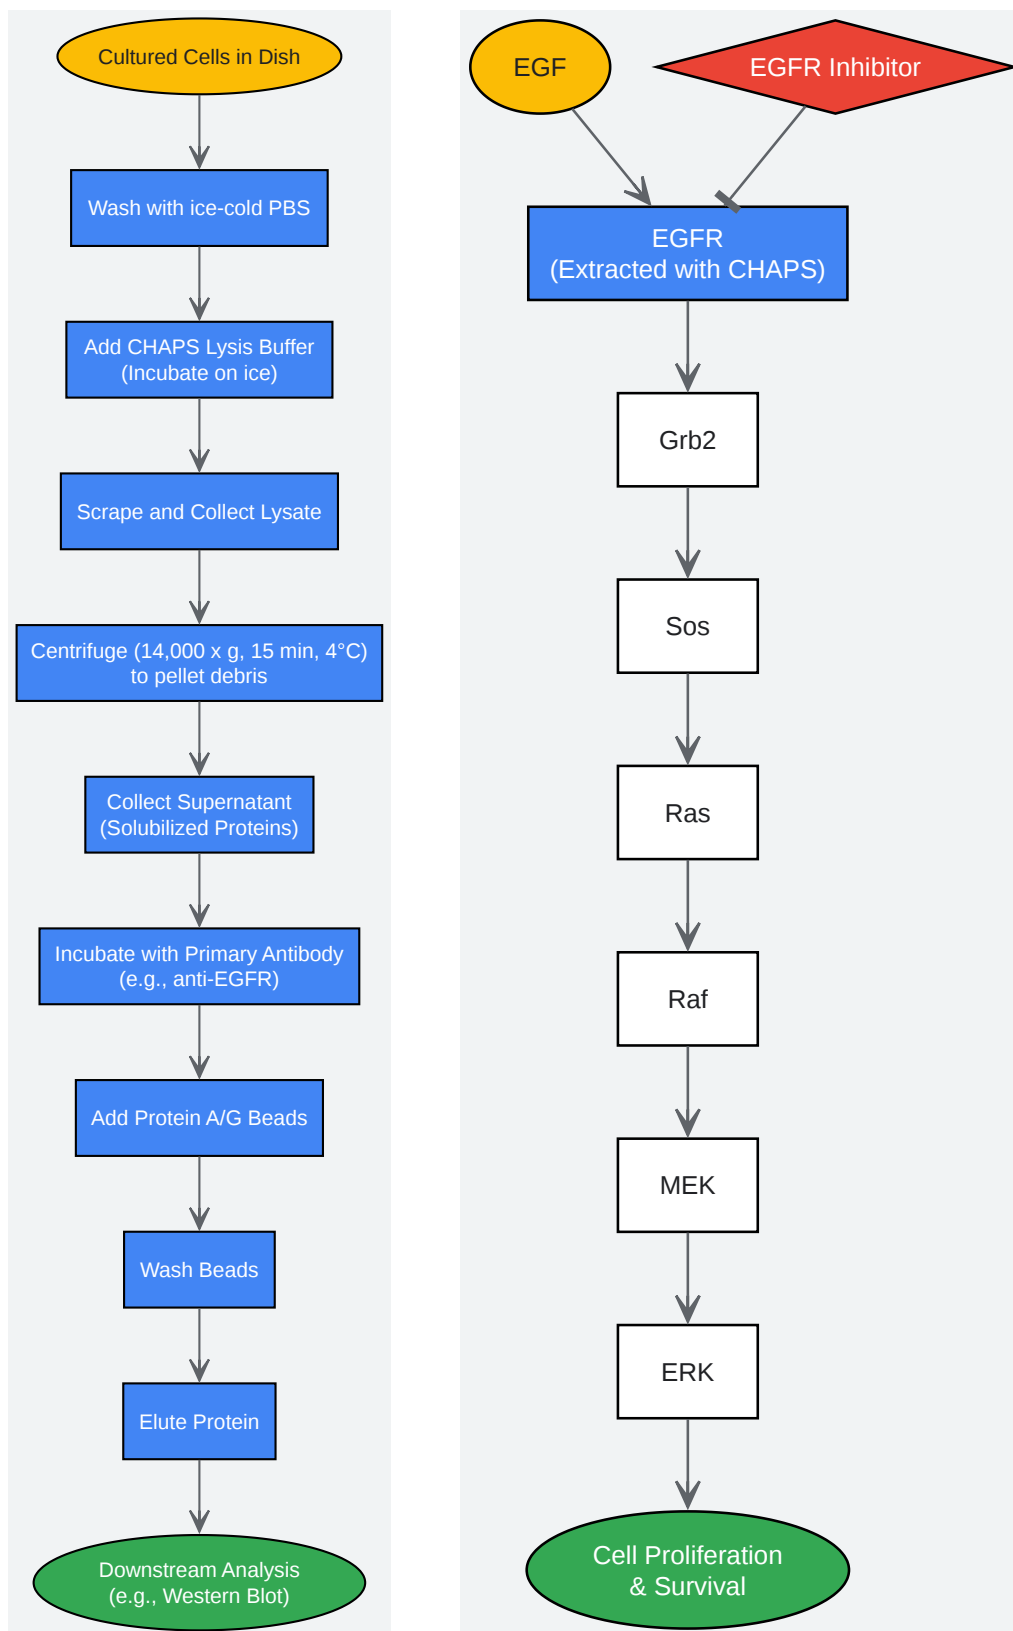 Cultured Cells in Dish
Wash with ice-cold PBS
Add CHAPS Lysis Buffer
(Incubate on ice)
Scrape and Collect Lysate
Centrifuge (14,000 x g, 15 min, 4°C)
to pellet debris
Collect Supernatant
(Solubilized Proteins)
Incubate with Primary Antibody
(e.g., anti-EGFR)
Add Protein A/G Beads
Wash Beads
Elute Protein
Downstream Analysis
(e.g., Western Blot)
EGF
EGFR Inhibitor
EGFR
(Extracted with CHAPS)
Grb2
Sos
Ras
Raf
MEK
ERK
Cell Proliferation
& Survival